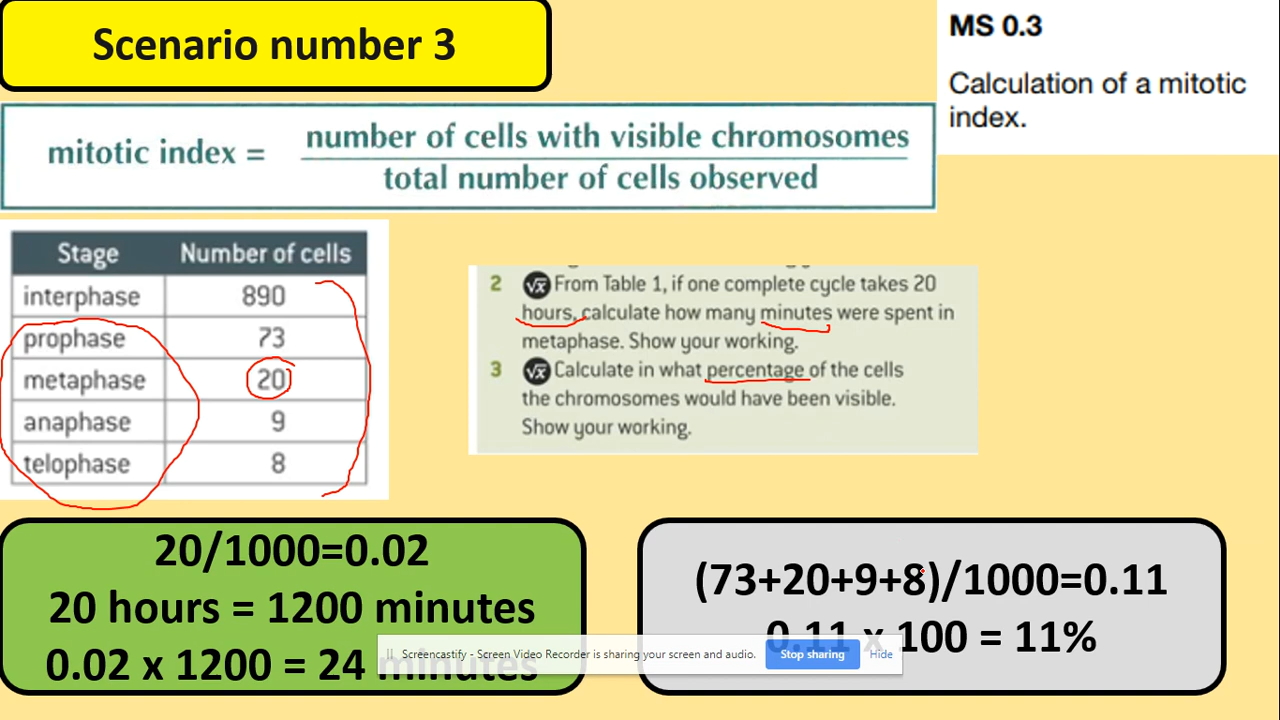 Scenario number 3
MS 0.3
Calculation of a mitotic
index.
mitotic index =
number of cells with visible chromosomes
total number of cells observed
Stage Number of cells
interphase 890
prophase 73
metaphase 20
anaphase 9
telophase 8
2 √x From Table 1, if one complete cycle takes 20
hours, calculate how many minutes were spent in
metaphase. Show your working.
3 √x Calculate in what percentage of the cells
the chromosomes would have been visible.
Show your working.
20/1000=0.02
20 hours = 1200 minutes
0.02 x 1200 = 24 minutes
(73+20+9+8)/1000=0.11
0.11 x 100 = 11%
Screencastify - Screen Video Recorder is sharing your screen and audio. Stop sharing Hide